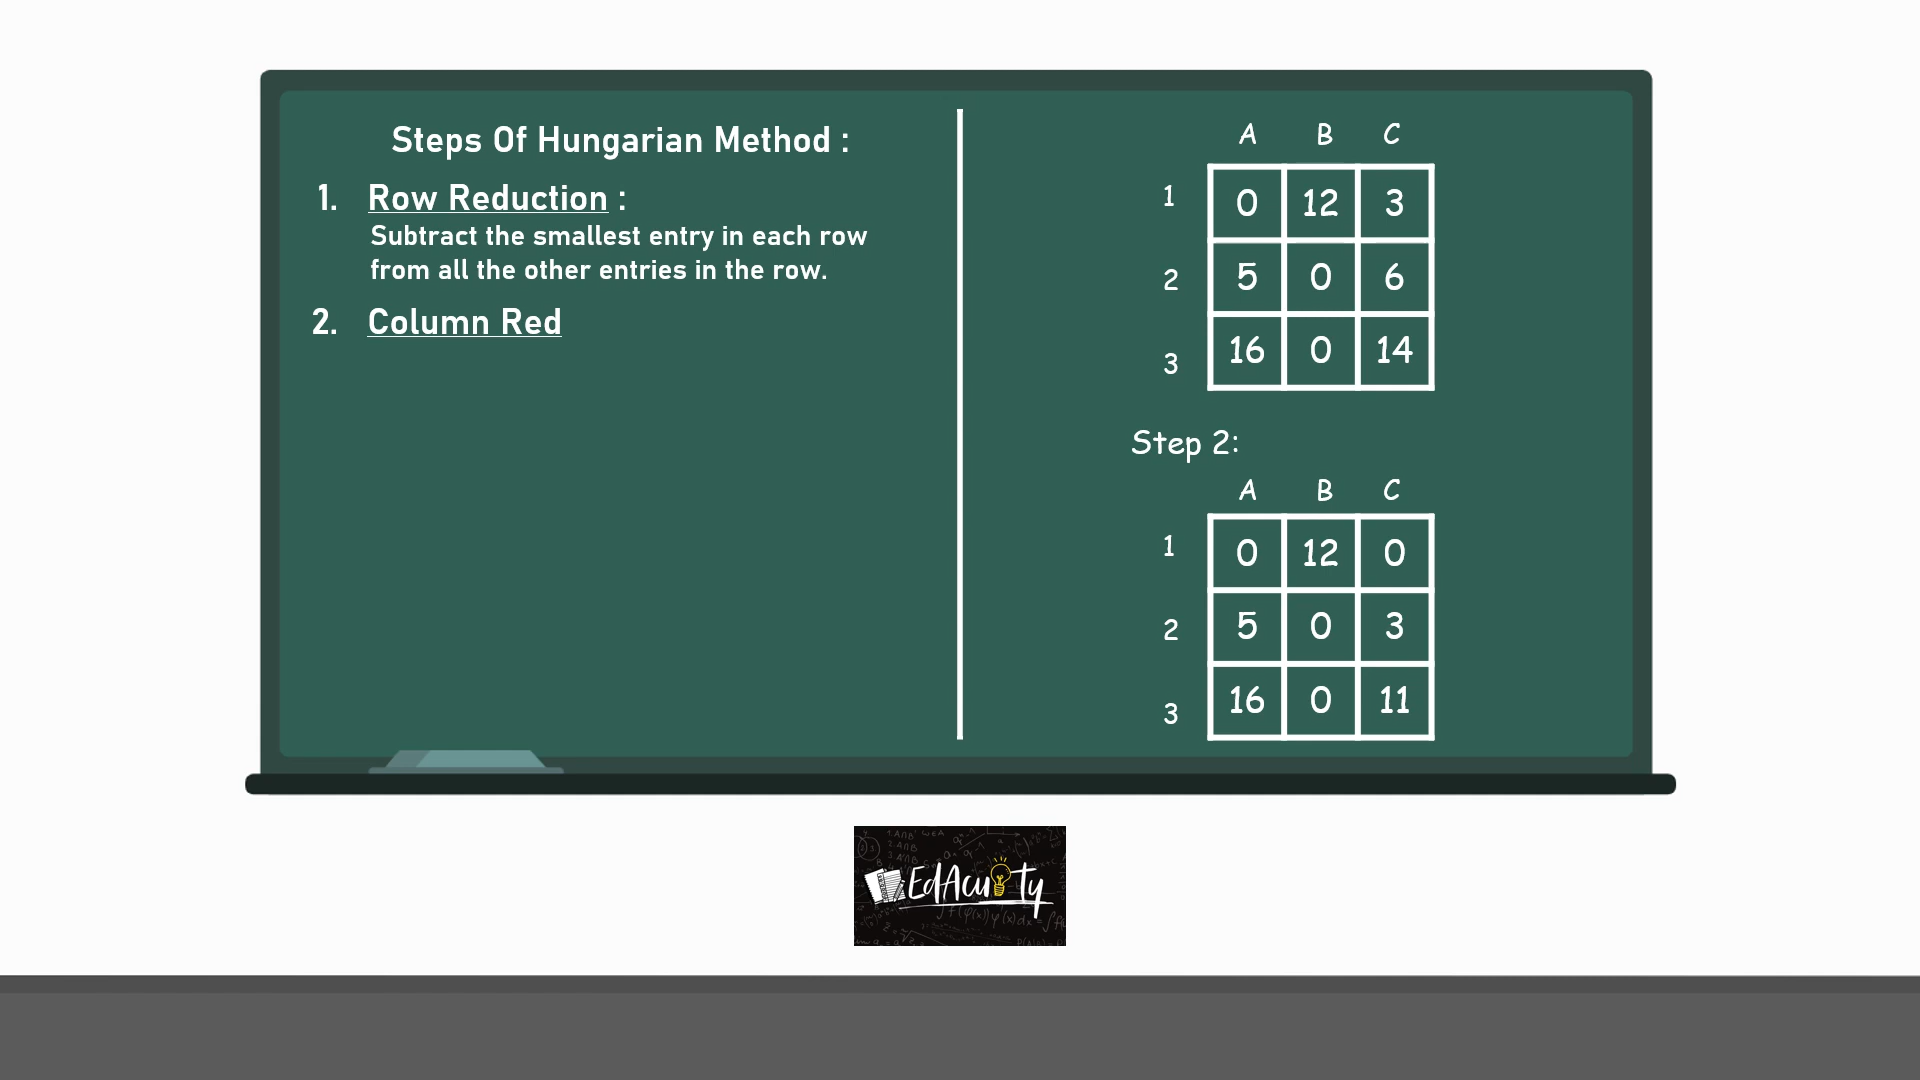 Steps Of Hungarian Method :
1. Row Reduction :
Subtract the smallest entry in each row
from all the other entries in the row.
2. Column Red
A B C
1 0 12 3
2 5 0 6
3 16 0 14
Step 2:
A B C
1 0 12 0
2 5 0 3
3 16 0 11
EdAcuity